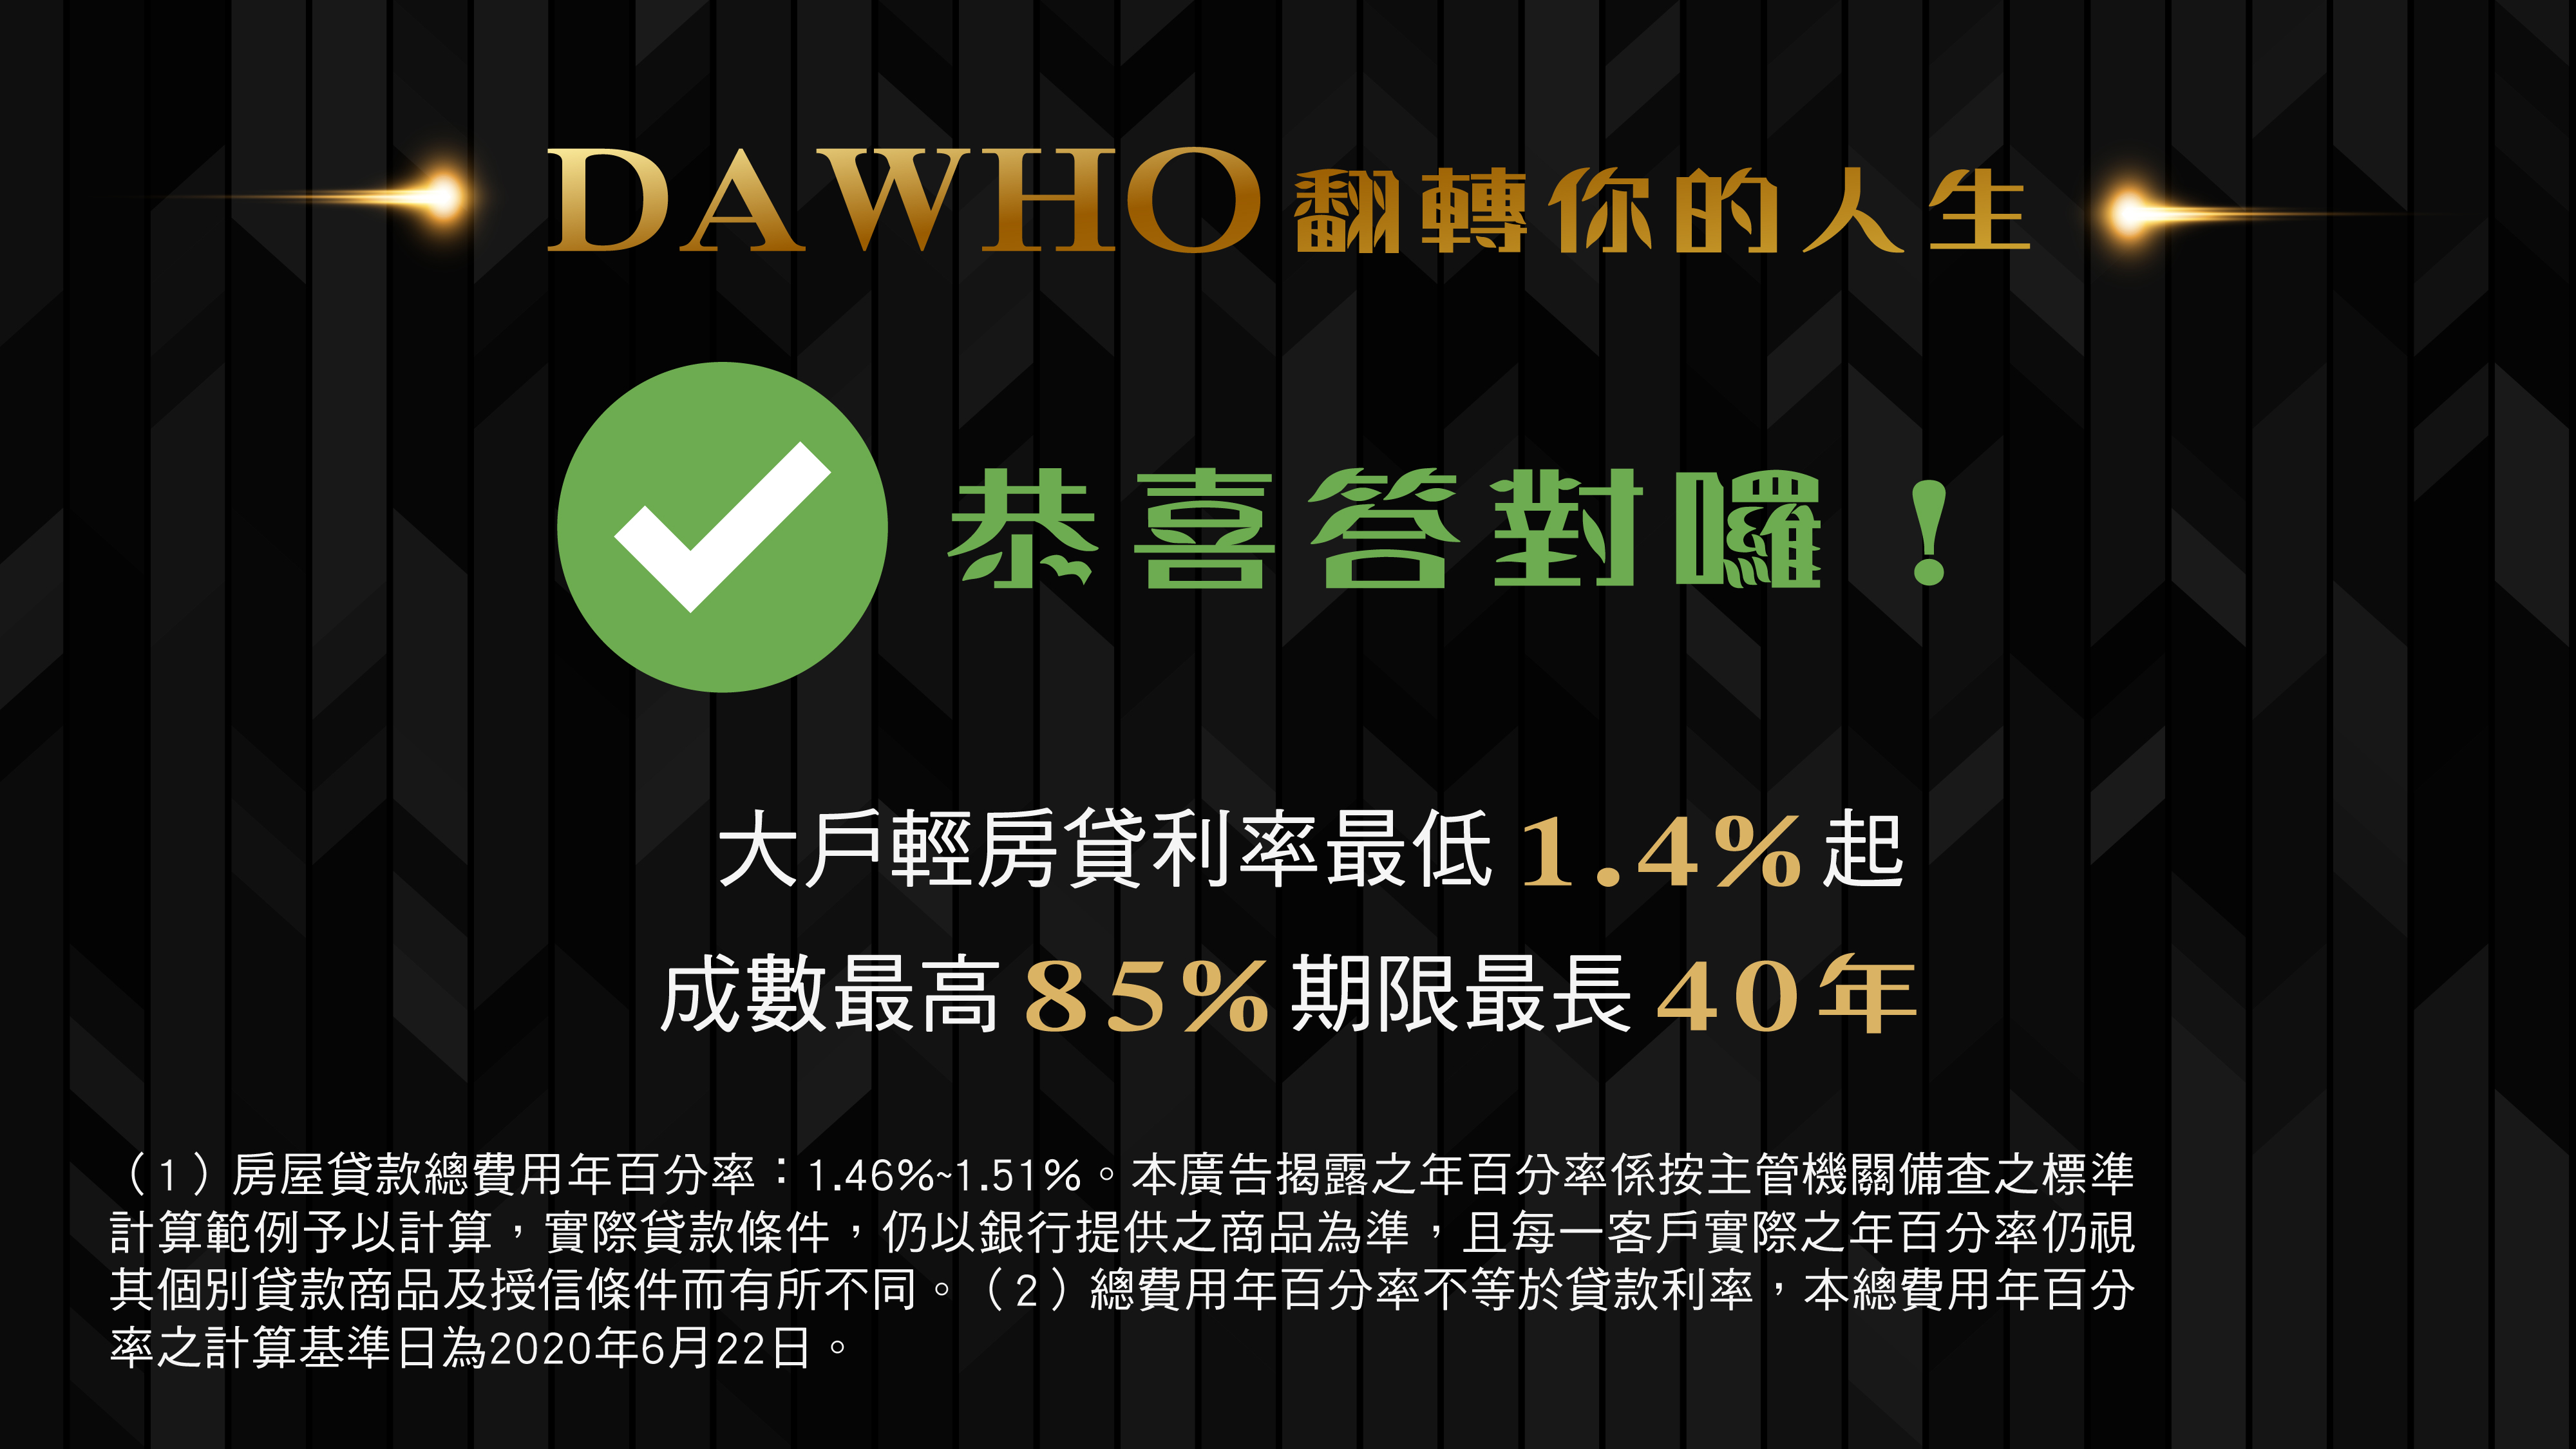 DAWHO翻轉你的人生
恭喜答對囉！
大戶輕房貸利率最低1.4%起
成數最高85%期限最長40年
（1）房屋貸款總費用年百分率：1.46%~1.51%。本廣告揭露之年百分率係按主管機關備查之標準
計算範例予以計算，實際貸款條件，仍以銀行提供之商品為準，且每一客戶實際之年百分率仍視
其個別貸款商品及授信條件而有所不同。（2）總費用年百分率不等於貸款利率，本總費用年百分
率之計算基準日為2020年6月22日。